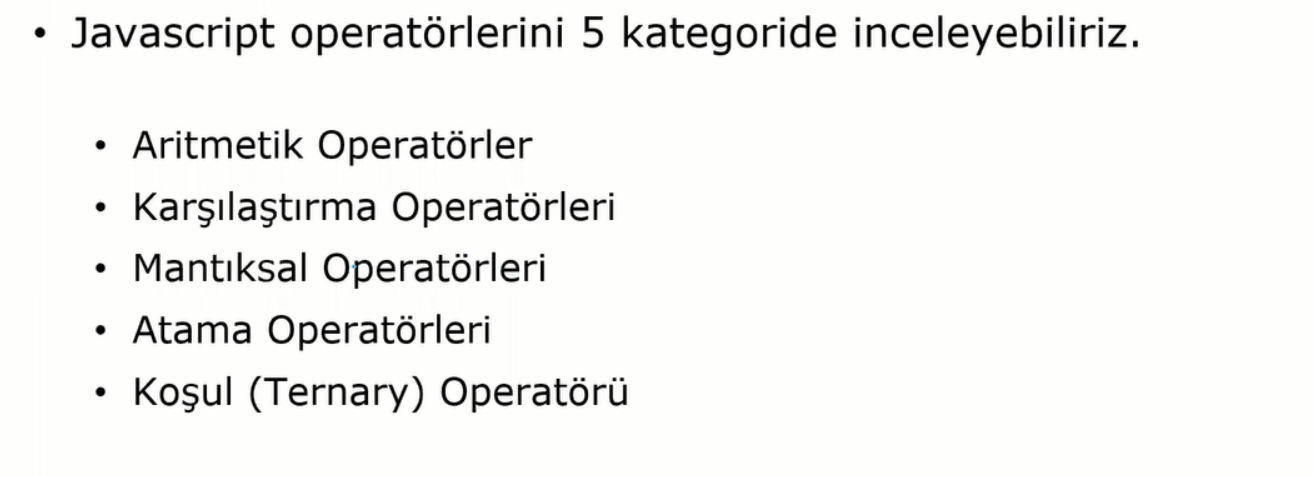 • Javascript operatörlerini 5 kategoride inceleyebiliriz.
• Aritmetik Operatörler
• Karşılaştırma Operatörleri
• Mantıksal Operatörleri
• Atama Operatörleri
• Koşul (Ternary) Operatörü